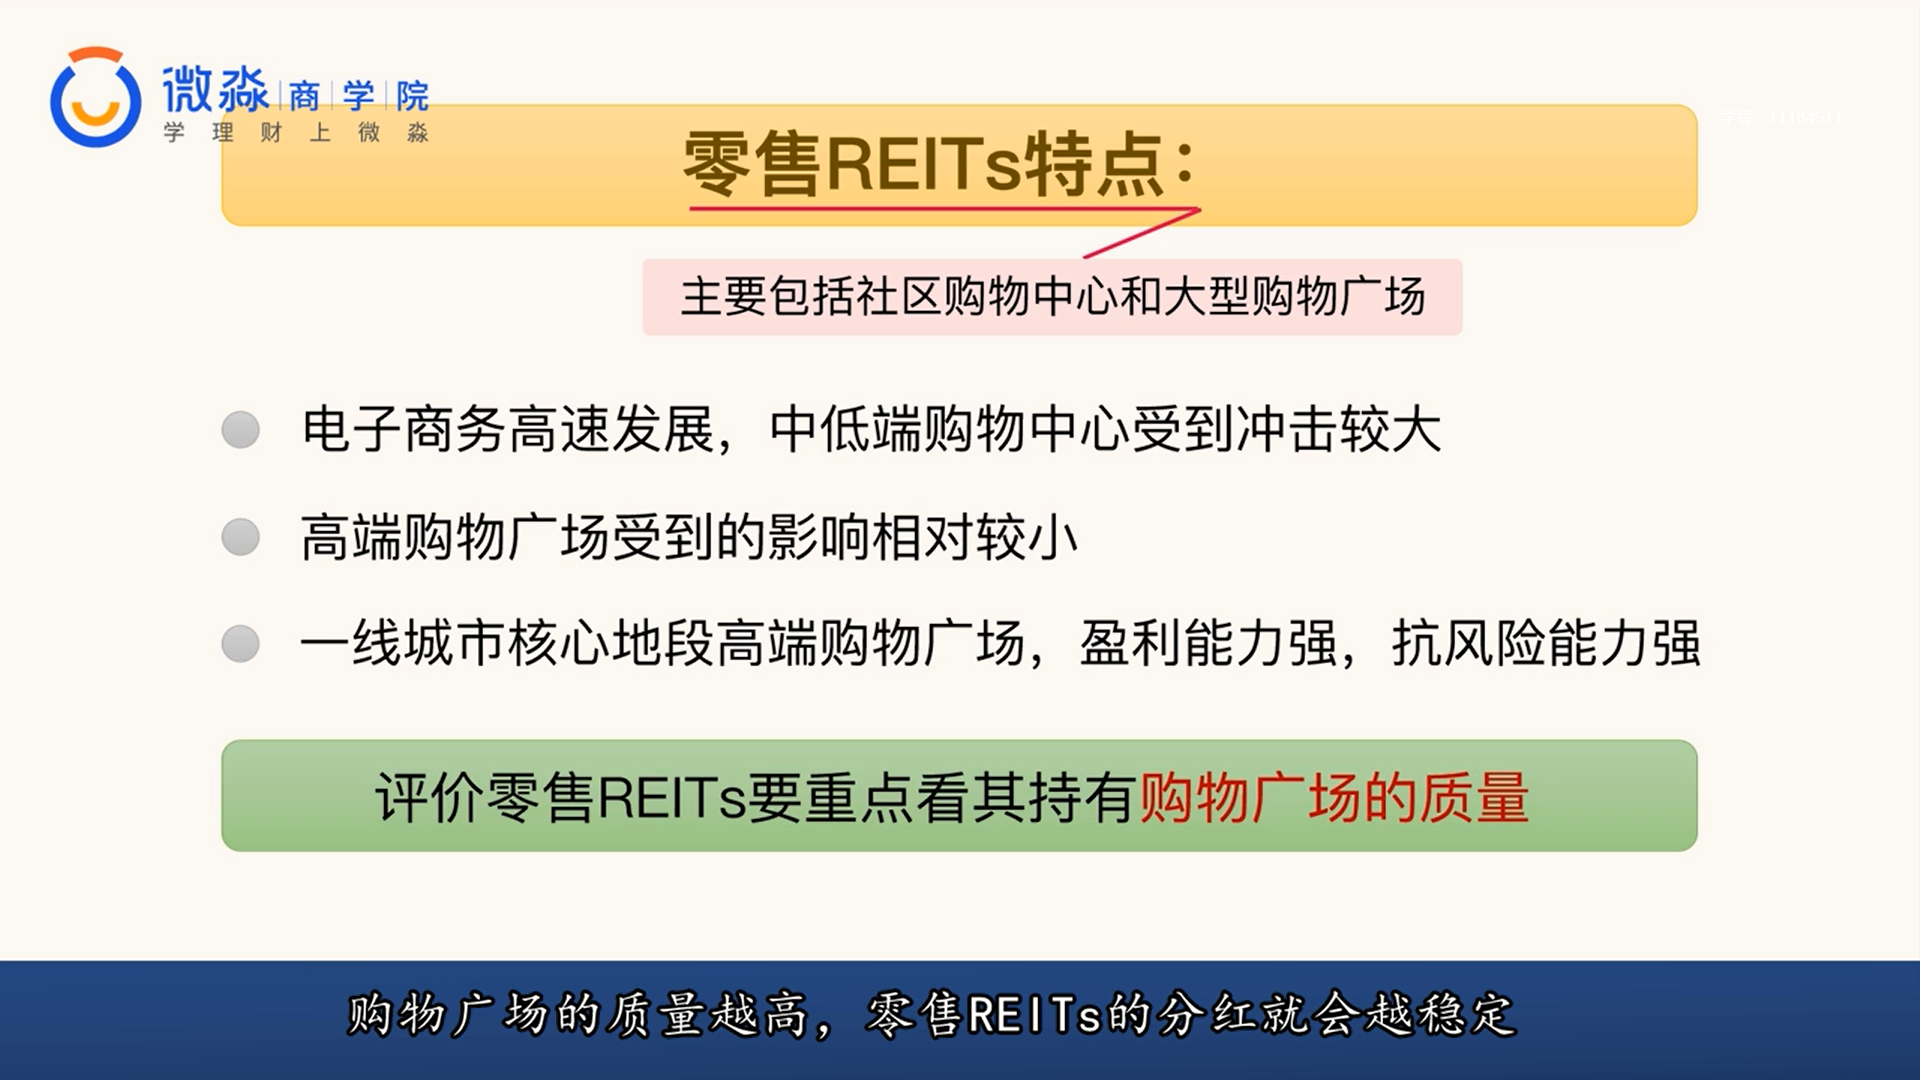 微淼 商 学 院
学理财上微淼
零售REITs特点：
主要包括社区购物中心和大型购物广场
电子商务高速发展，中低端购物中心受到冲击较大
高端购物广场受到的影响相对较小
一线城市核心地段高端购物广场，盈利能力强，抗风险能力强
评价零售REITs要重点看其持有购物广场的质量
购物广场的质量越高，零售REITs的分红就会越稳定